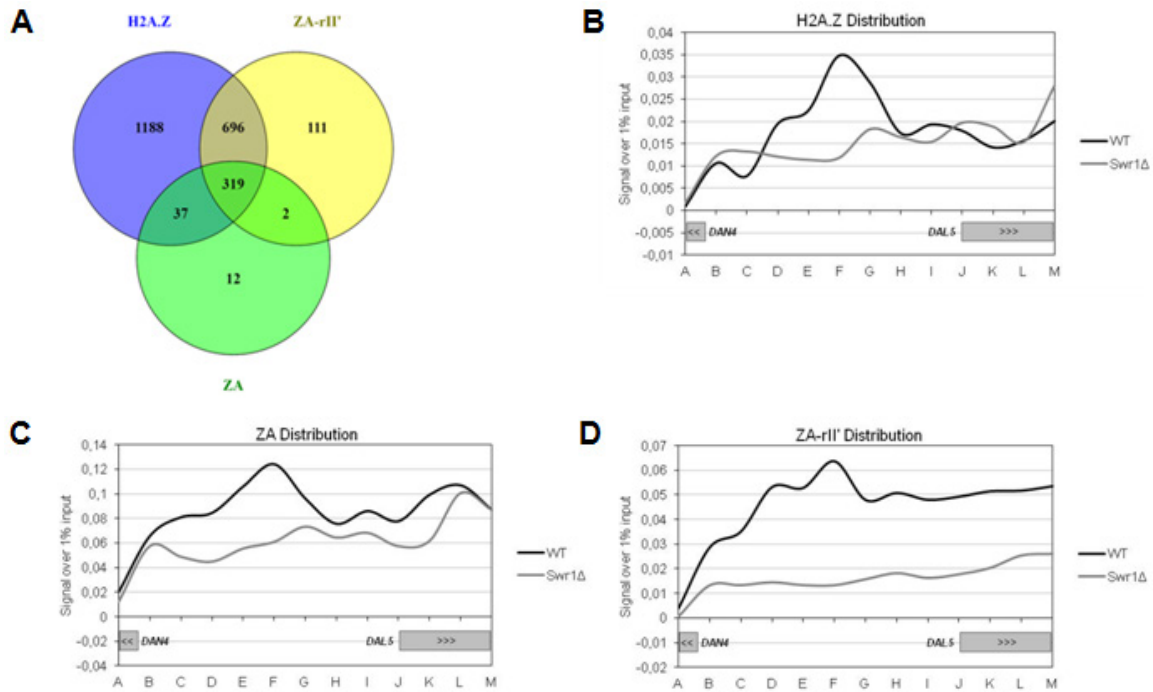 A
H2A.Z
ZA-rII'
1188
696
111
319
37
2
12
ZA
B
H2A.Z Distribution
Signal over 1% input
0,04
0,035
0,03
0,025
0,02
0,015
0,01
0,005
0
-0,005
-0,01
<< DAN4 DAL5 >>>
A B C D E F G H I J K L M
WT
Swr1Δ
C
ZA Distribution
Signal over 1% input
0,14
0,12
0,1
0,08
0,06
0,04
0,02
0
-0,02
-0,04
<< DAN4 DAL5 >>>
A B C D E F G H I J K L M
WT
Swr1Δ
D
ZA-rII' Distribution
Signal over 1% input
0,07
0,06
0,05
0,04
0,03
0,02
0,01
0
-0,01
-0,02
<< DAN4 DAL5 >>>
A B C D E F G H I J K L M
WT
Swr1Δ